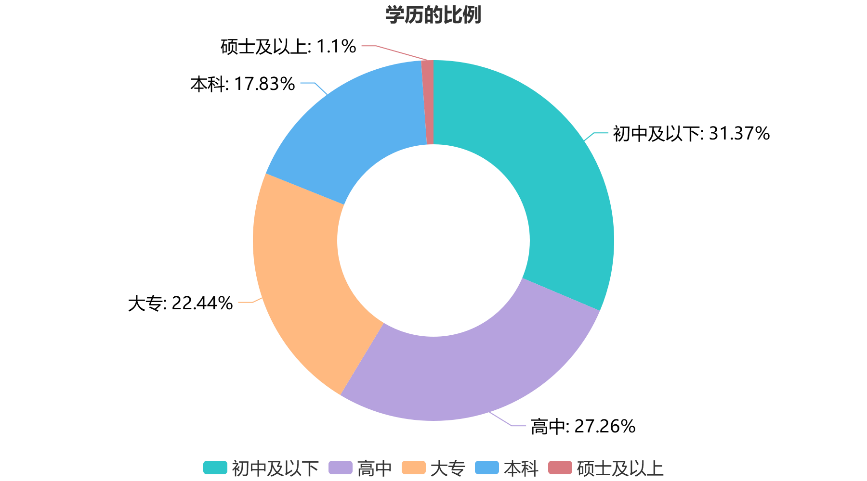 学历的比例
硕士及以上: 1.1%
本科: 17.83%
初中及以下: 31.37%
大专: 22.44%
高中: 27.26%
初中及以下 高中 大专 本科 硕士及以上